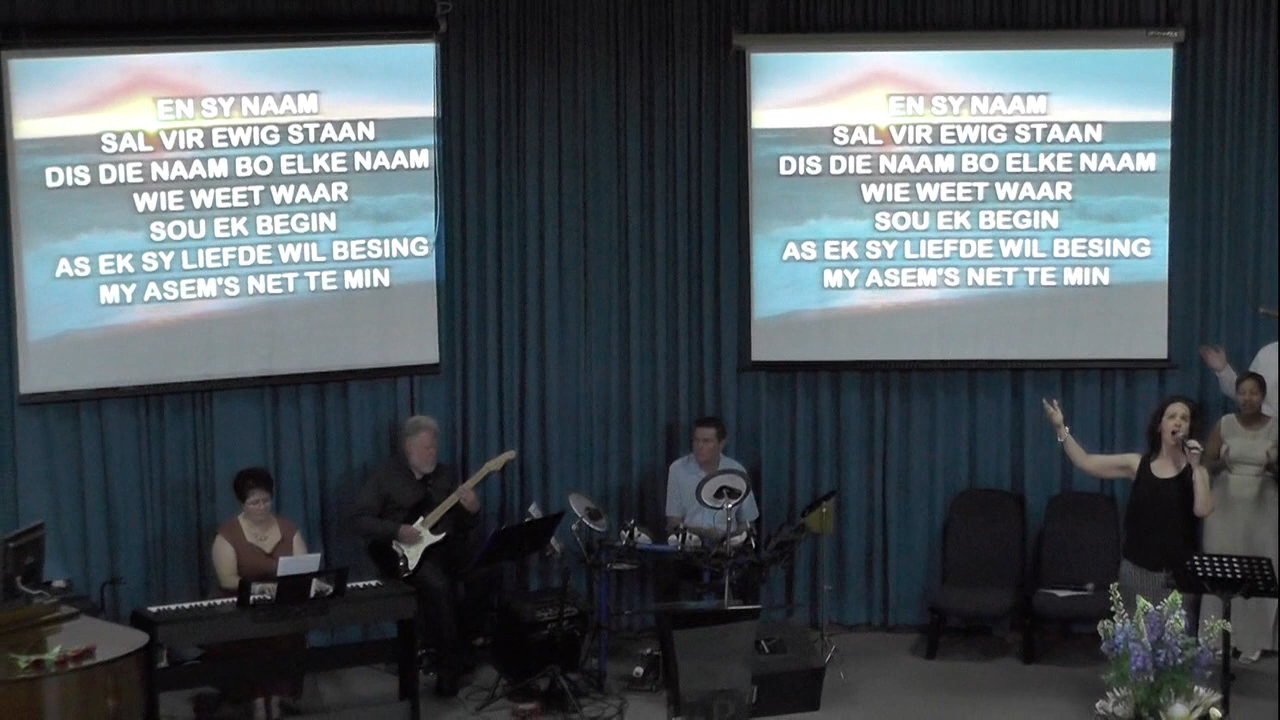 EN SY NAAM
SAL VIR EWIG STAAN
DIS DIE NAAM BO ELKE NAAM
WIE WEET WAAR
SOU EK BEGIN
AS EK SY LIEFDE WIL BESING
MY ASEM'S NET TE MIN
EN SY NAAM
SAL VIR EWIG STAAN
DIS DIE NAAM BO ELKE NAAM
WIE WEET WAAR
SOU EK BEGIN
AS EK SY LIEFDE WIL BESING
MY ASEM'S NET TE MIN